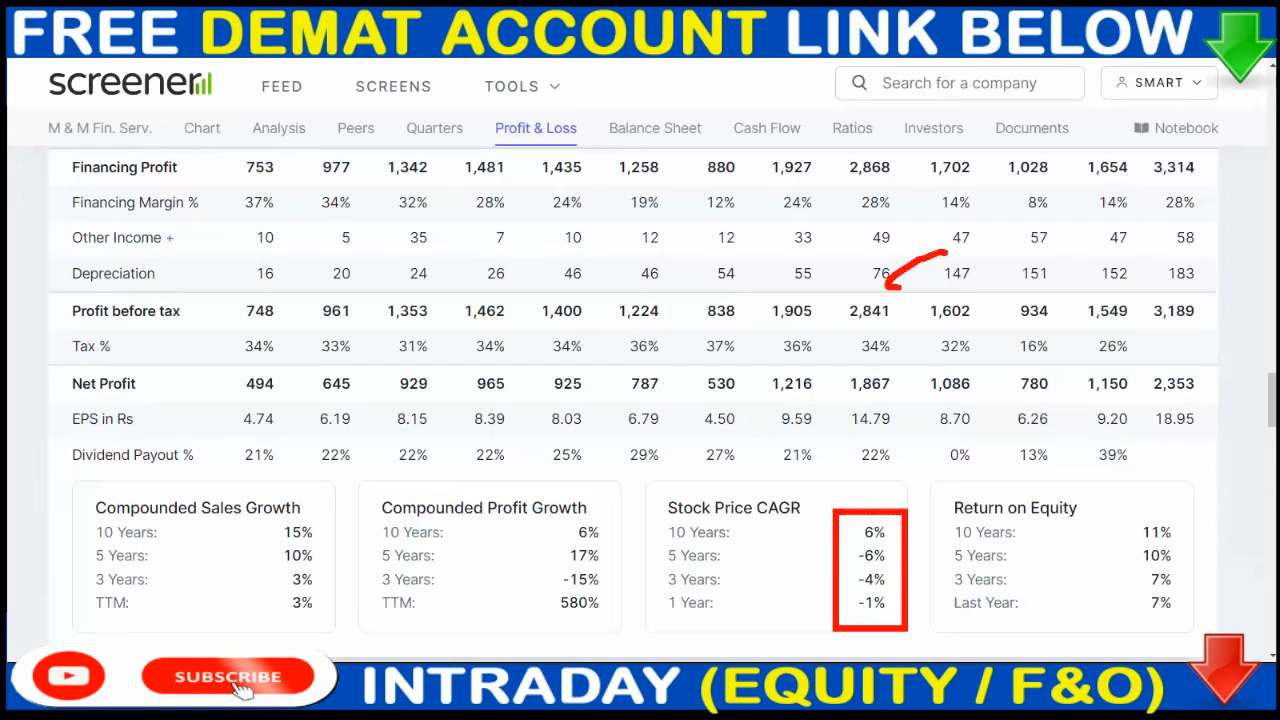 FREE DEMAT ACCOUNT LINK BELOW
screener FEED SCREENS TOOLS Search for a company SMART
M & M Fin. Serv. Chart Analysis Peers Quarters Profit & Loss Balance Sheet Cash Flow Ratios Investors Documents Notebook
Financing Profit 753 977 1,342 1,481 1,435 1,258 880 1,927 2,868 1,702 1,028 1,654 3,314
Financing Margin % 37% 34% 32% 28% 24% 19% 12% 24% 28% 14% 8% 14% 28%
Other Income + 10 5 35 7 10 12 12 33 49 47 57 47 58
Depreciation 16 20 24 26 46 46 54 55 76 147 151 152 183
Profit before tax 748 961 1,353 1,462 1,400 1,224 838 1,905 2,841 1,602 934 1,549 3,189
Tax % 34% 33% 31% 34% 34% 36% 37% 36% 34% 32% 16% 26%
Net Profit 494 645 929 965 925 787 530 1,216 1,867 1,086 780 1,150 2,353
EPS in Rs 4.74 6.19 8.15 8.39 8.03 6.79 4.50 9.59 14.79 8.70 6.26 9.20 18.95
Dividend Payout % 21% 22% 22% 22% 25% 29% 27% 21% 22% 0% 13% 39%
Compounded Sales Growth
10 Years: 15%
5 Years: 10%
3 Years: 3%
TTM: 3%
Compounded Profit Growth
10 Years: 6%
5 Years: 17%
3 Years: -15%
TTM: 580%
Stock Price CAGR
10 Years: 6%
5 Years: -6%
3 Years: -4%
1 Year: -1%
Return on Equity
10 Years: 11%
5 Years: 10%
3 Years: 7%
Last Year: 7%
SUBSCRIBE
INTRADAY (EQUITY / F&O)